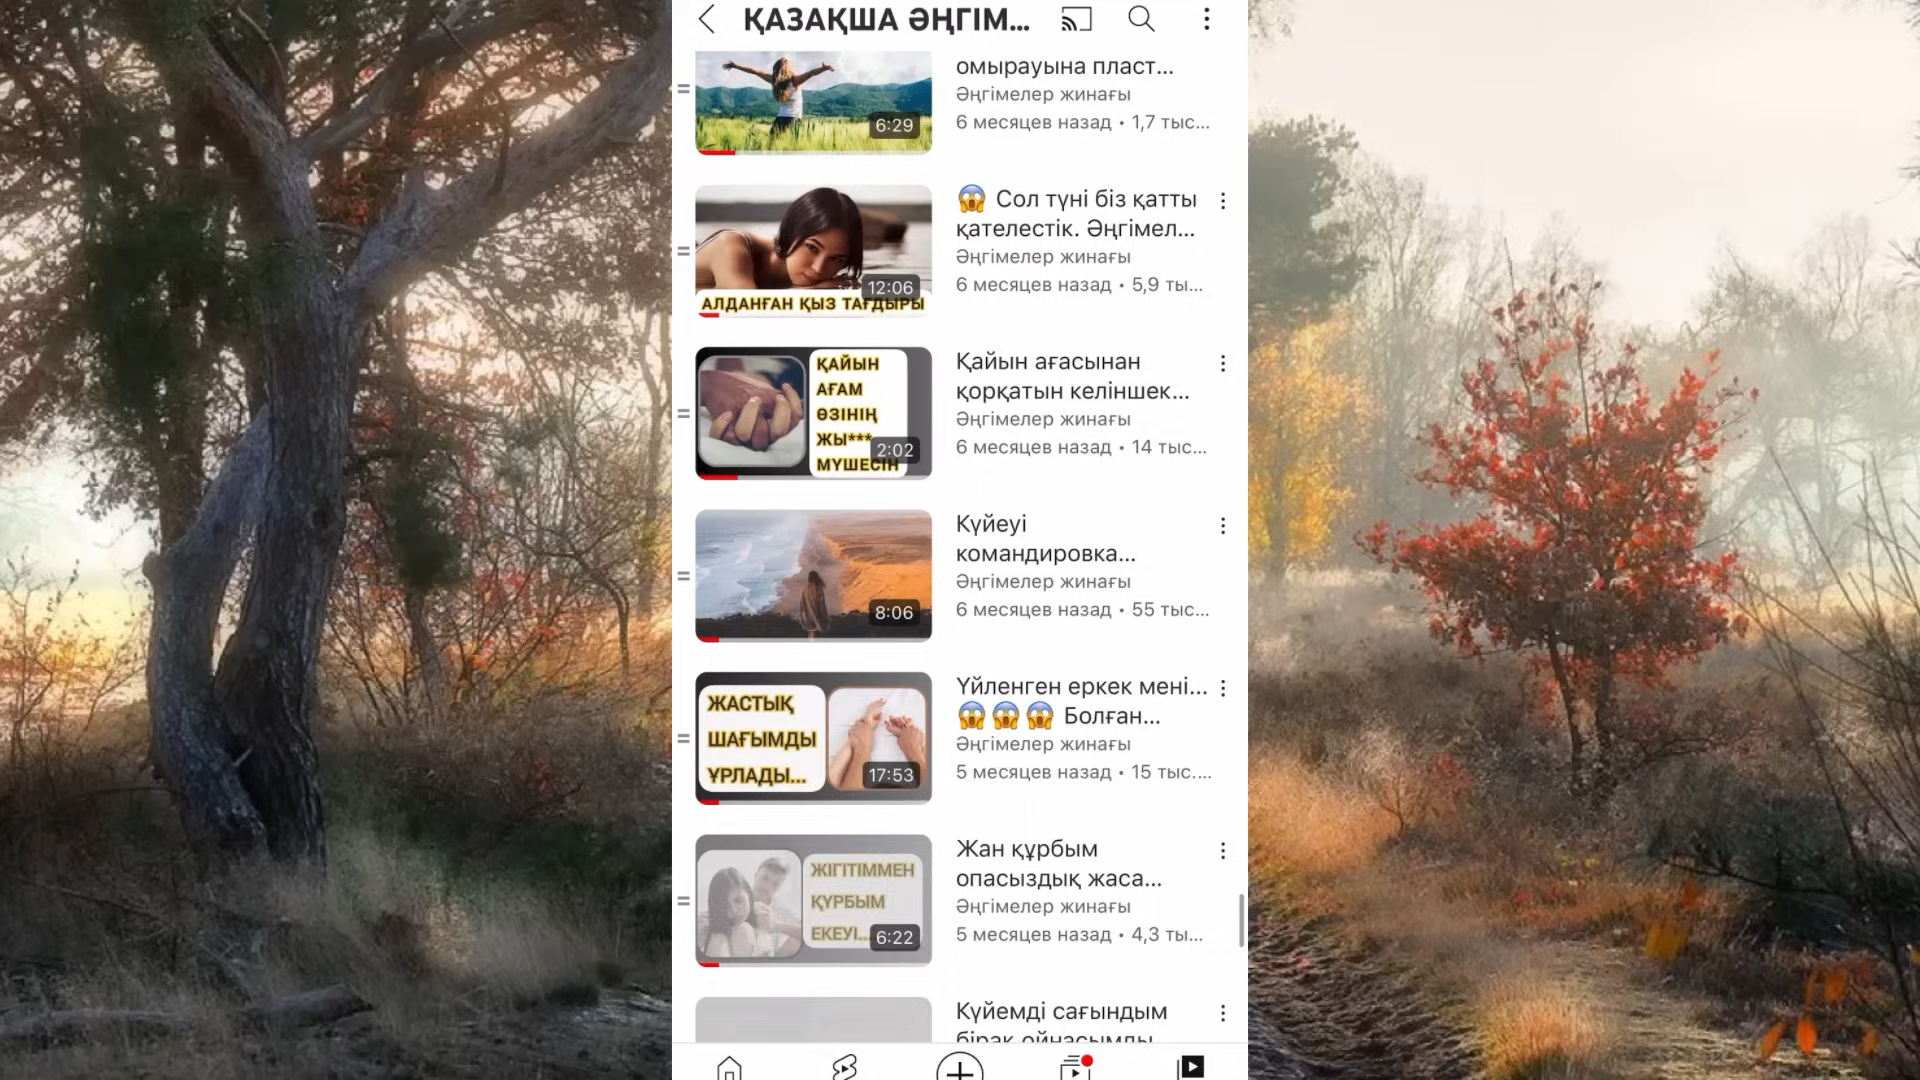 ҚАЗАҚША ӘҢГІМ...
6:29
омырауына пласт...
Әңгімелер жинағы
6 месяцев назад • 1,7 тыс...
12:06
АЛДАНҒАН ҚЫЗ ТАҒДЫРЫ
😱 Сол түні біз қатты
қателестік. Әңгімел...
Әңгімелер жинағы
6 месяцев назад • 5,9 ты...
ҚАЙЫН
АҒАМ
ӨЗІНІҢ
ЖЫ***
МҮШЕСІН
2:02
Қайын ағасынан
қорқатын келіншек...
Әңгімелер жинағы
6 месяцев назад • 14 тыс...
8:06
Күйеуі
командировка...
Әңгімелер жинағы
6 месяцев назад • 55 тыс...
ЖАСТЫҚ
ШАҒЫМДЫ
ҰРЛАДЫ...
17:53
Үйленген еркек мені...
😱😱😱 Болған...
Әңгімелер жинағы
5 месяцев назад • 15 тыс....
ЖІГІТІММЕН
ҚҰРБЫМ
ЕКЕУІ...
6:22
Жан құрбым
опасыздық жаса...
Әңгімелер жинағы
5 месяцев назад • 4,3 ты...
Күйемді сағындым
бірақ ойнасымды